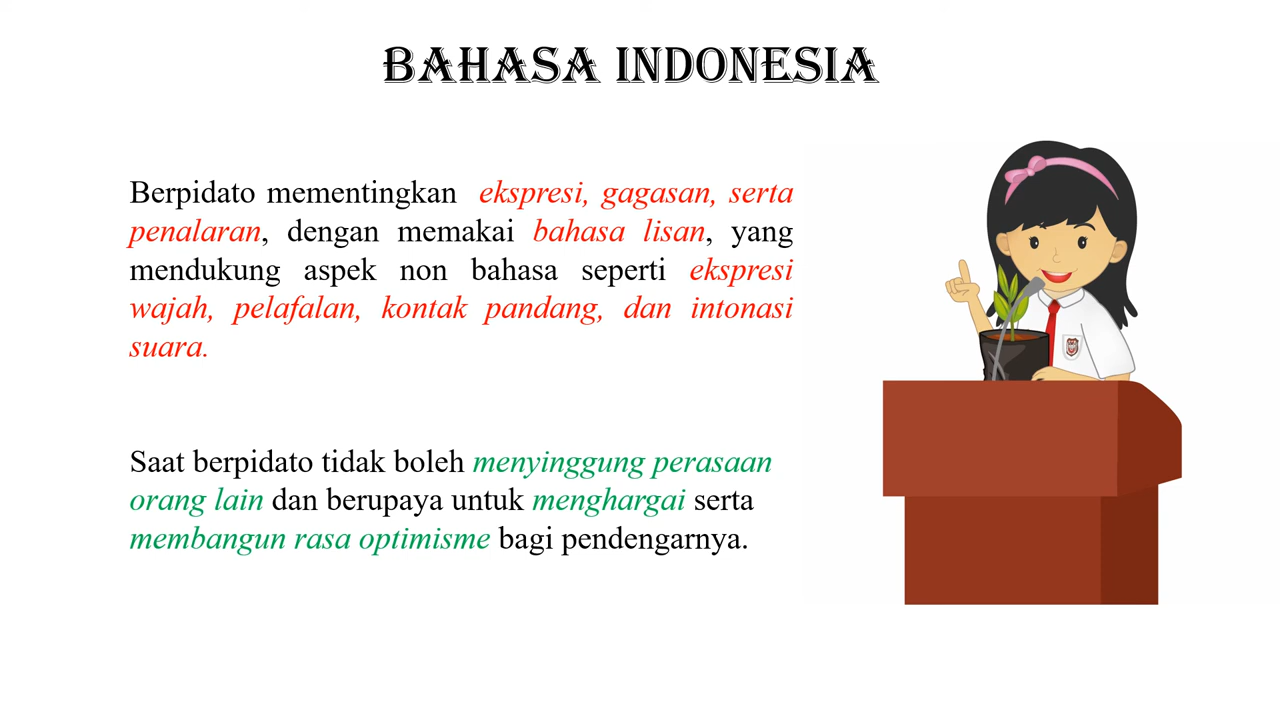 BAHASA INDONESIA
Berpidato mementingkan ekspresi, gagasan, serta
penalaran, dengan memakai bahasa lisan, yang
mendukung aspek non bahasa seperti ekspresi
wajah, pelafalan, kontak pandang, dan intonasi
suara.
Saat berpidato tidak boleh menyinggung perasaan
orang lain dan berupaya untuk menghargai serta
membangun rasa optimisme bagi pendengarnya.